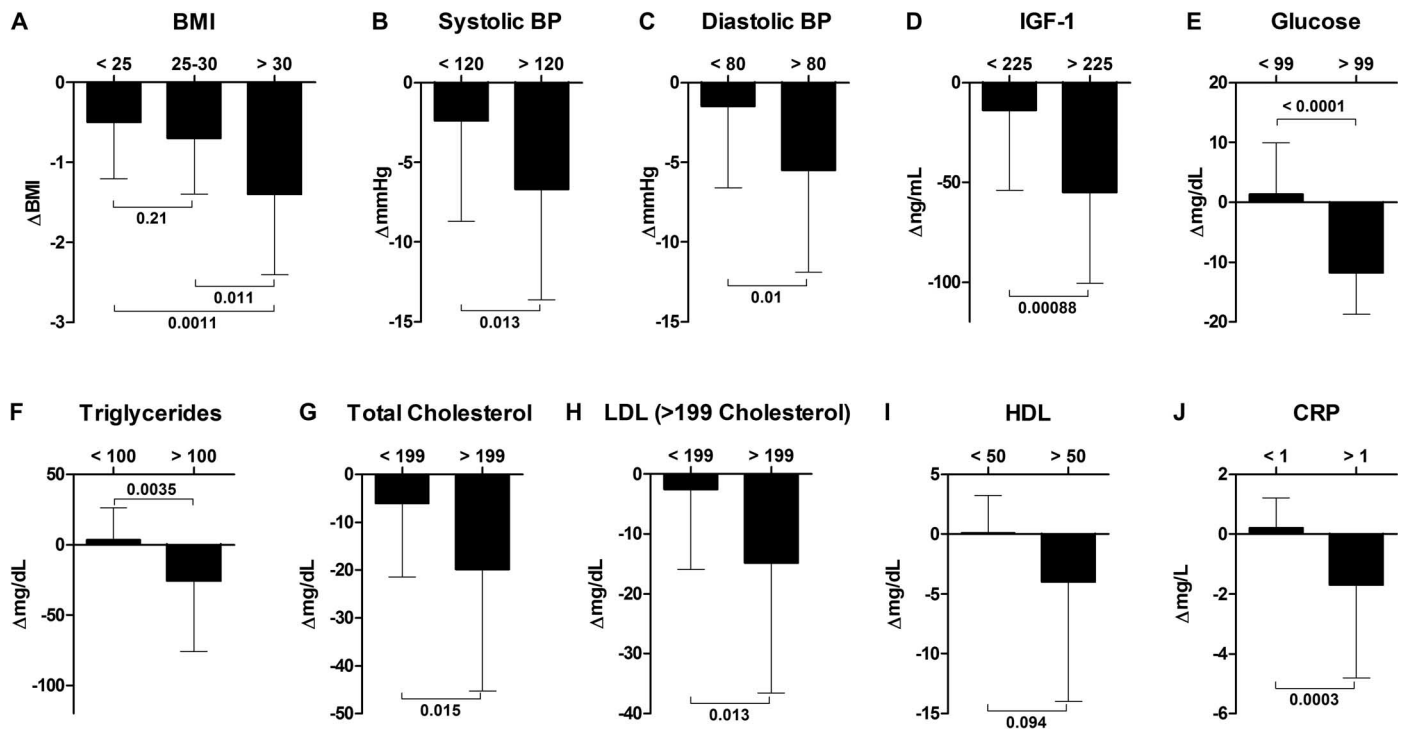 A BMI
< 25 25-30 > 30
0
-1
-2
-3
ΔBMI
0.21
0.011
0.0011
B Systolic BP
< 120 > 120
0
-5
-10
-15
ΔmmHg
0.013
C Diastolic BP
< 80 > 80
0
-5
-10
-15
ΔmmHg
0.01
D IGF-1
< 225 > 225
0
-50
-100
Δng/mL
0.00088
E Glucose
< 99 > 99
20
10
0
-10
-20
Δmg/dL
< 0.0001
F Triglycerides
< 100 > 100
50
0
-50
-100
Δmg/dL
0.0035
G Total Cholesterol
< 199 > 199
0
-10
-20
-30
-40
-50
Δmg/dL
0.015
H LDL (>199 Cholesterol)
< 199 > 199
0
-10
-20
-30
-40
Δmg/dL
0.013
I HDL
< 50 > 50
5
0
-5
-10
-15
Δmg/dL
0.094
J CRP
< 1 > 1
2
0
-2
-4
-6
Δmg/L
0.0003